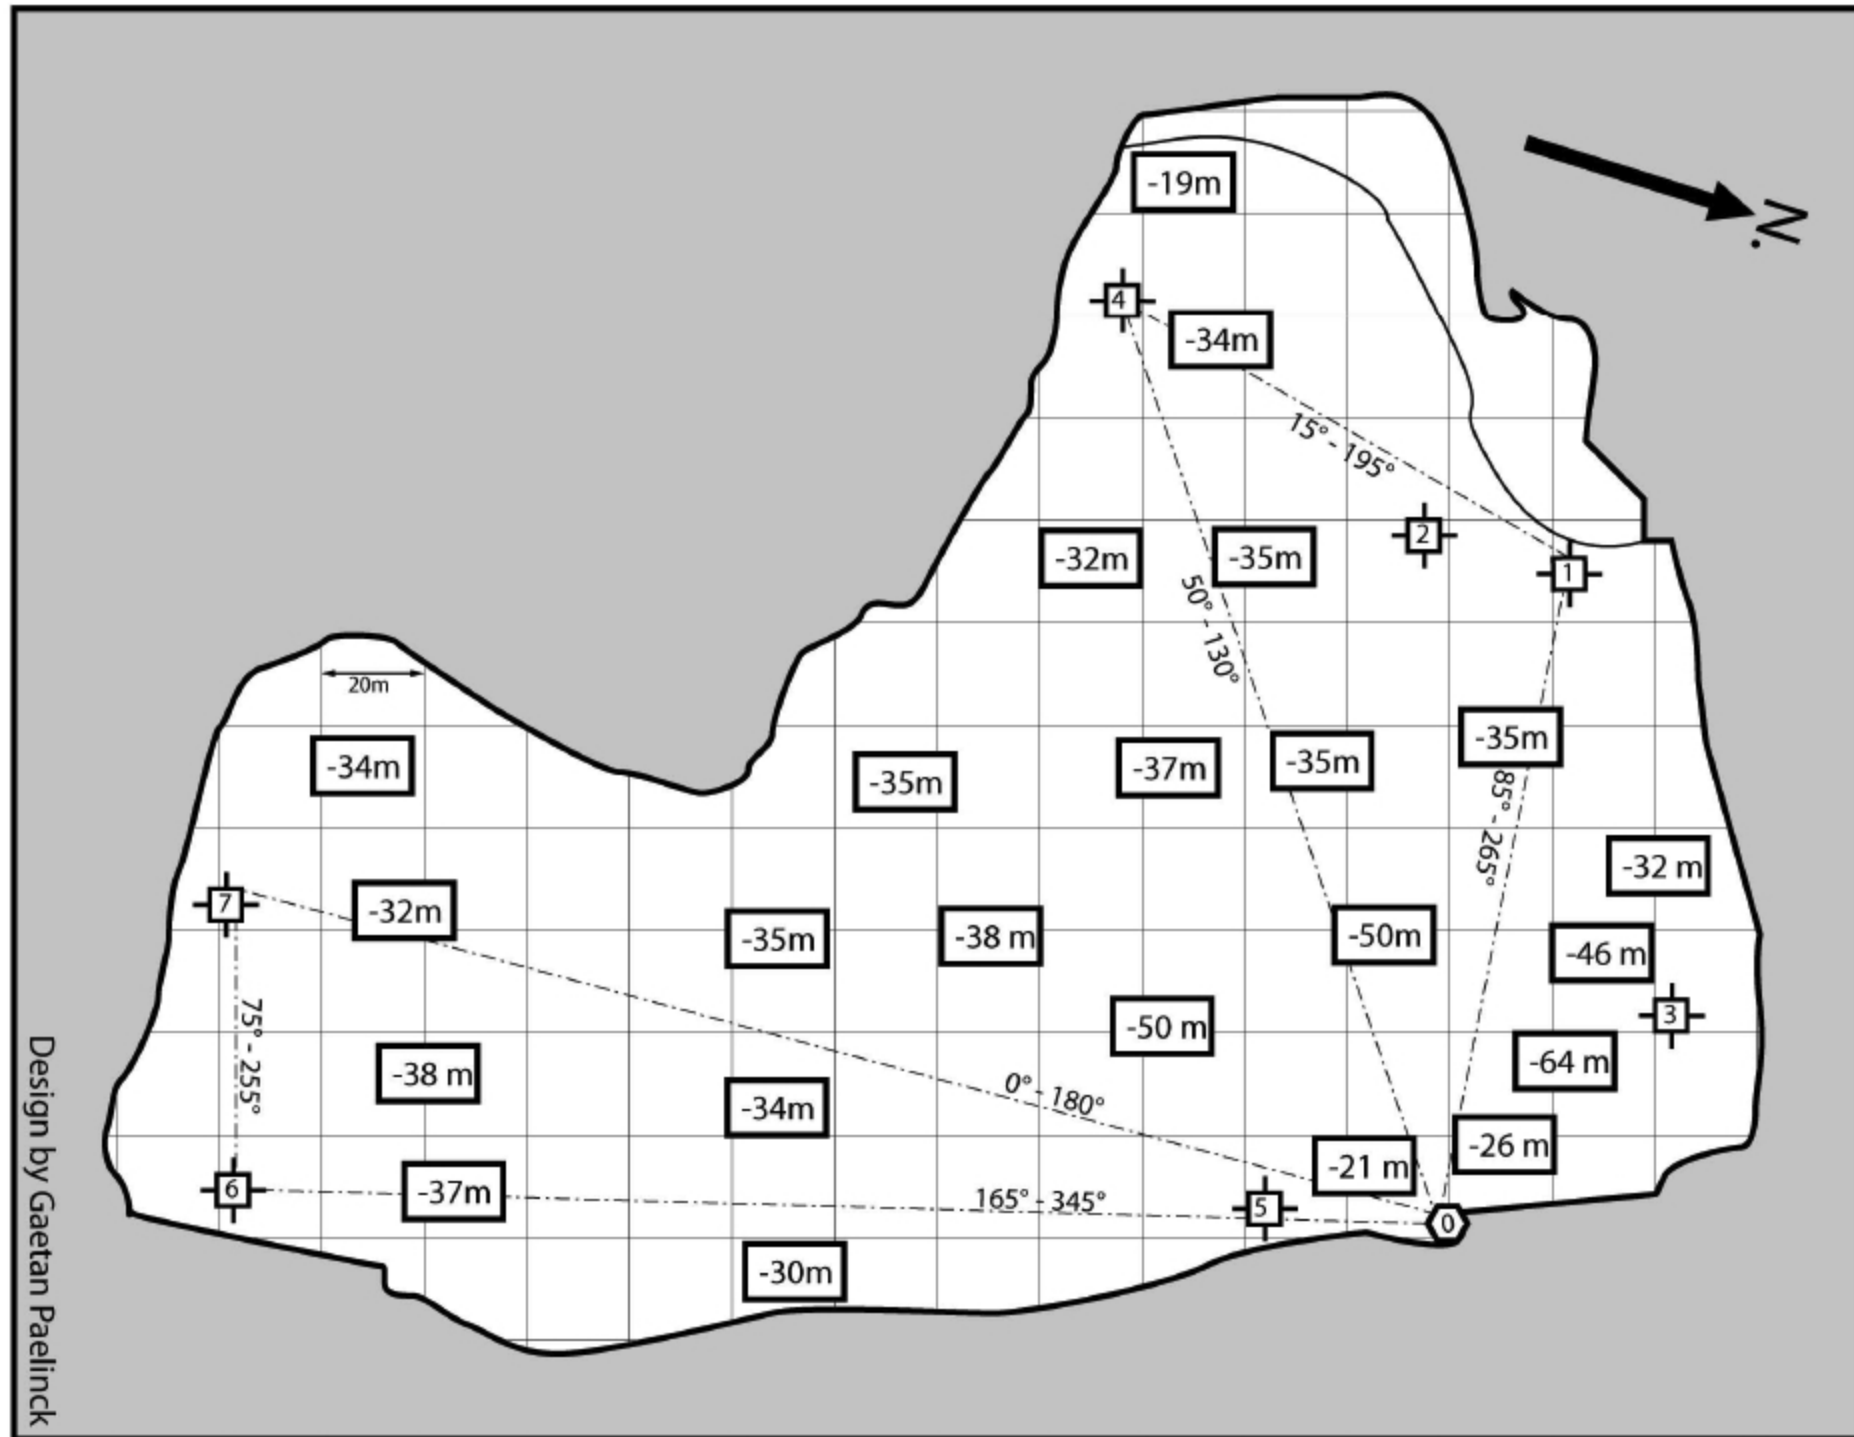 -19m
N.
4
-34m
15° - 195°
2
-32m
-35m
1
50° - 130°
20m
-34m
-35m
-37m
-35m
-35m
85° - 265°
-32 m
7
-32m
-35m
-38 m
-50m
-46 m
3
75° - 255°
-50 m
-64 m
-38 m
0° - 180°
-34m
-21 m
-26 m
6
-37m
165° - 345°
5
0
-30m
Design by Gaetan Paelinck